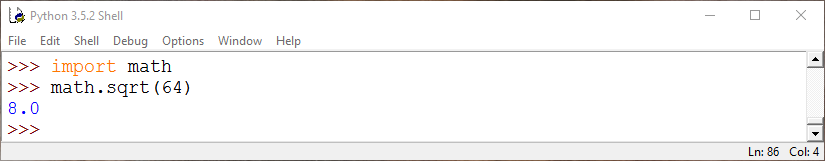 Python 3.5.2 Shell
File Edit Shell Debug Options Window Help
>>> import math
>>> math.sqrt(64)
8.0
>>>
Ln: 86 Col: 4